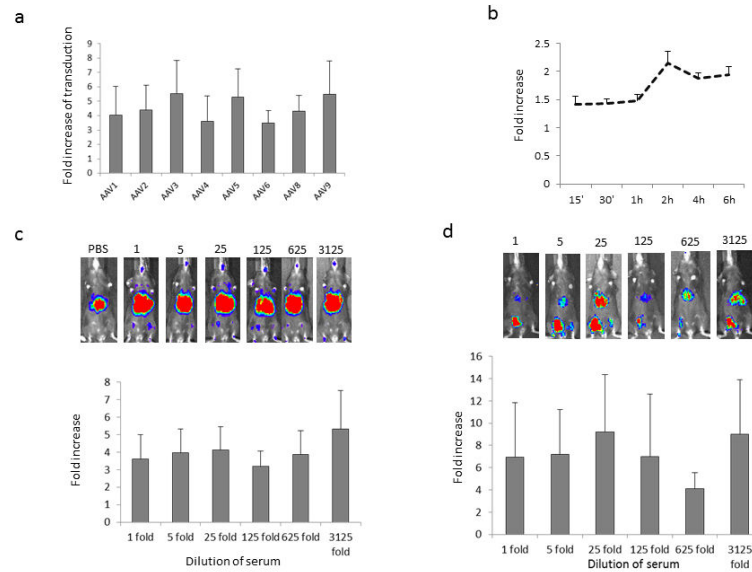 a
Fold increase of transduction
9
8
7
6
5
4
3
2
1
0
AAV1 AAV2 AAV3 AAV4 AAV5 AAV6 AAV8 AAV9
b
Fold increase
2.5
2
1.5
1
0.5
0
15' 30' 1h 2h 4h 6h
c
PBS 1 5 25 125 625 3125
Fold increase
8
7
6
5
4
3
2
1
0
1 fold 5 fold 25 fold 125 fold 625 fold 3125
fold
Dilution of serum
d
1 5 25 125 625 3125
Fold increase
16
14
12
10
8
6
4
2
0
1 fold 5 fold 25 fold 125 fold 625 fold 3125
fold
Dilution of serum